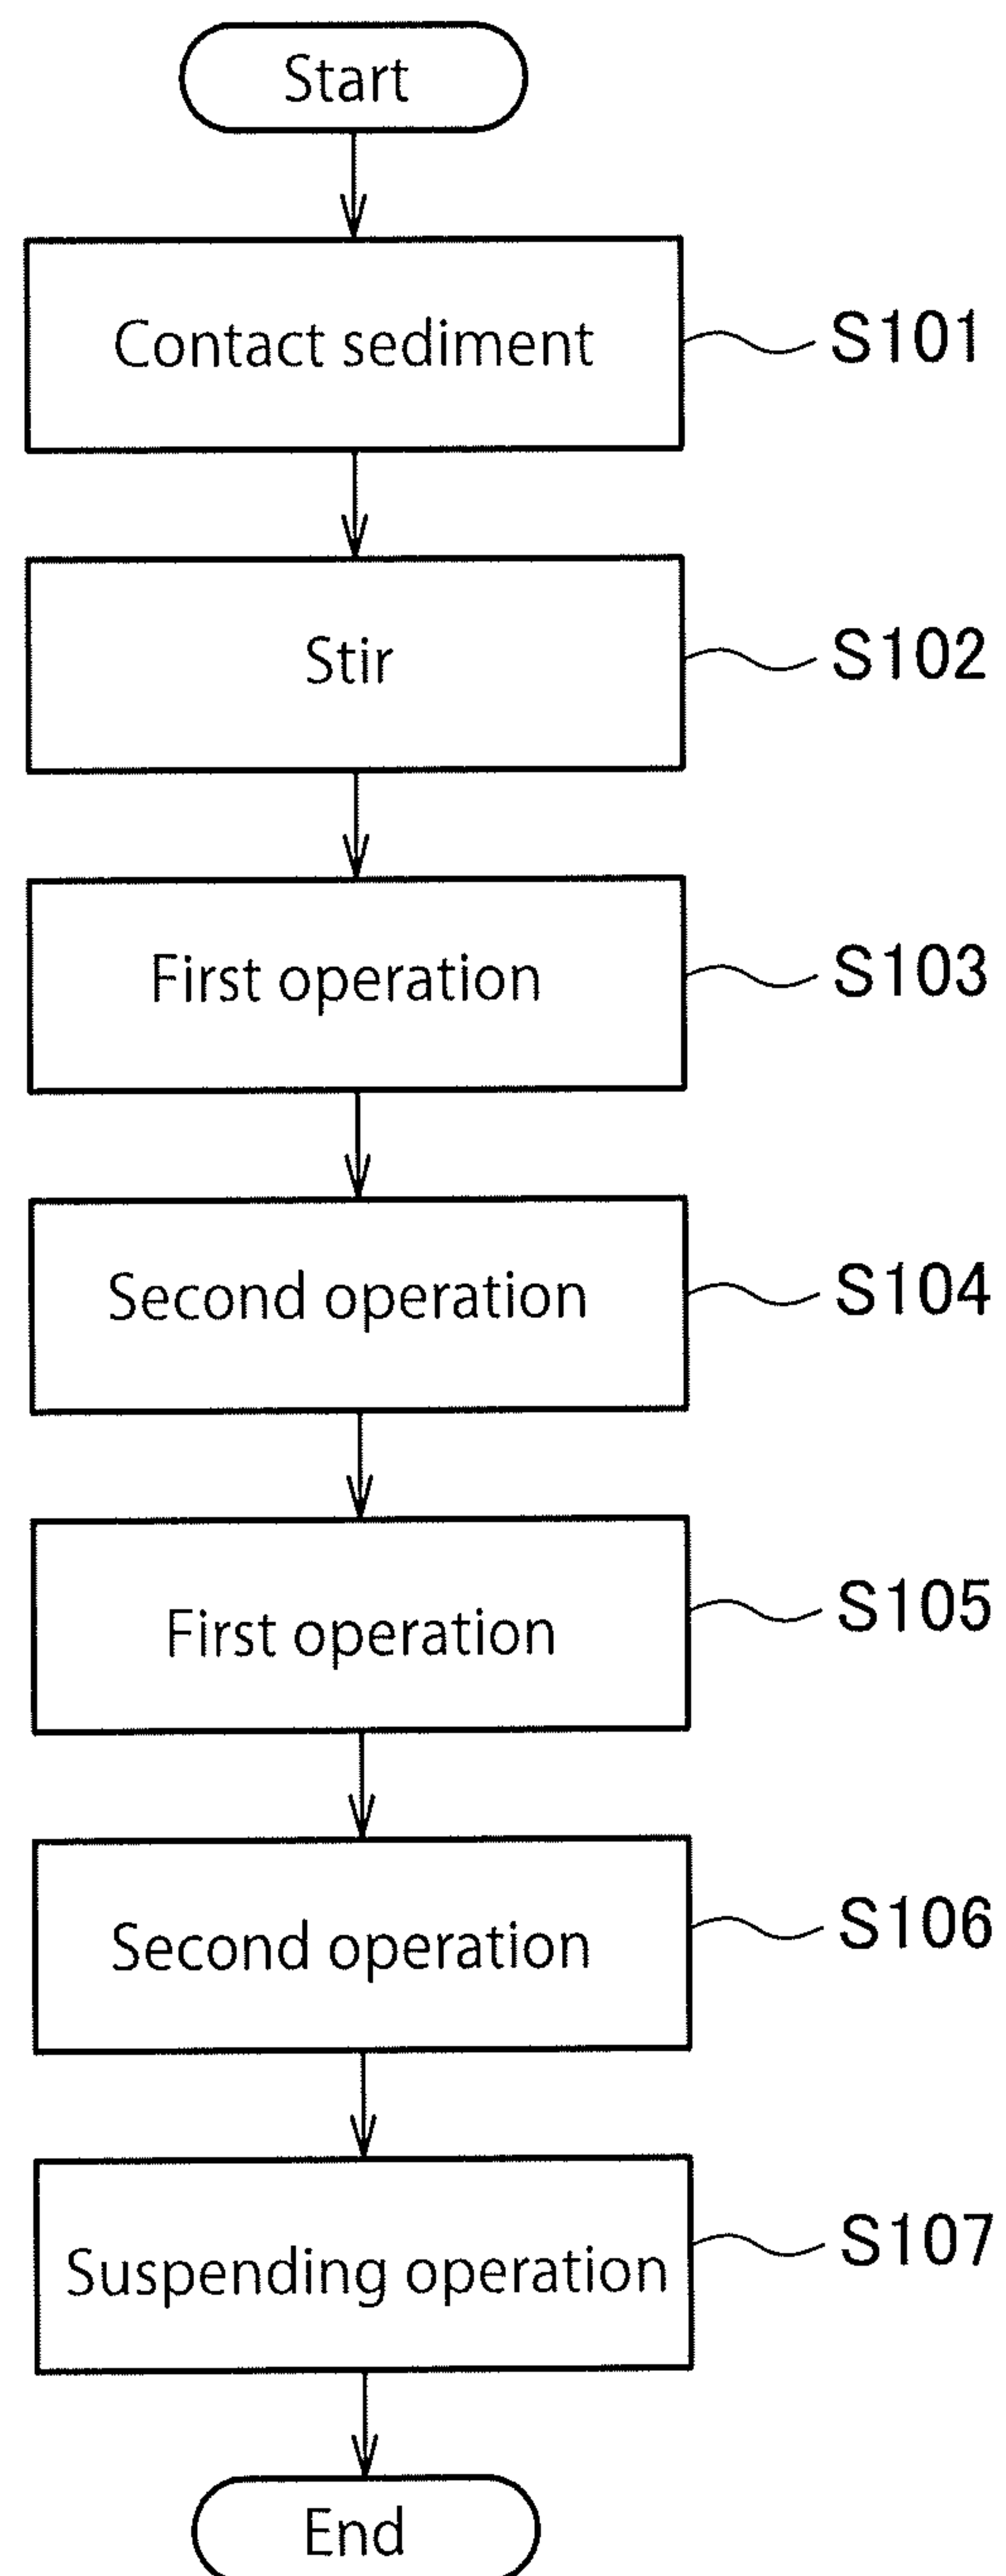 Start
Contact sediment
S101
Stir
S102
First operation
S103
Second operation
S104
First operation
S105
Second operation
S106
Suspending operation
S107
End